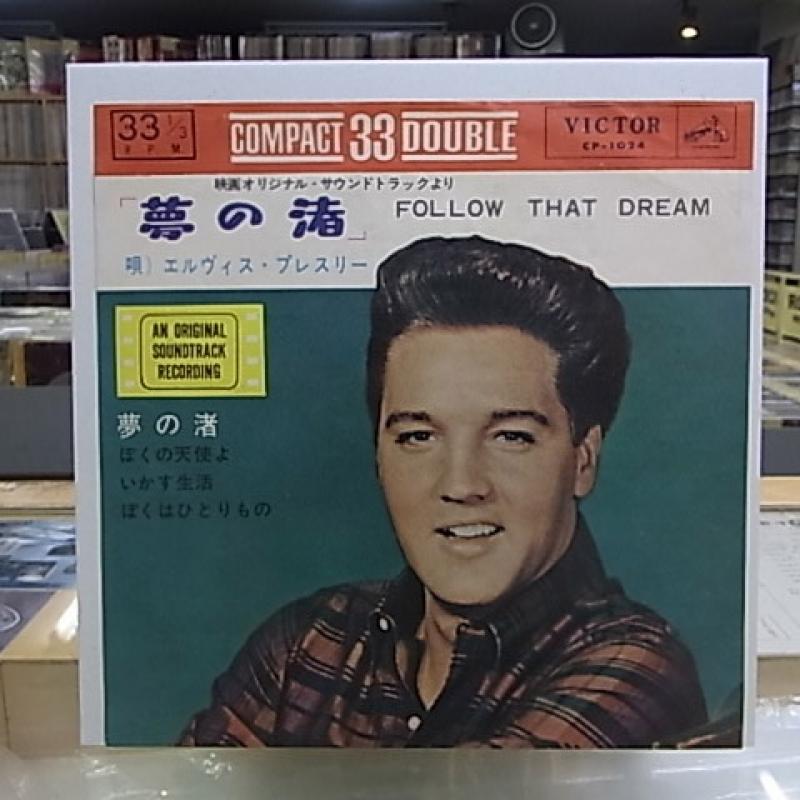 33 1/3
R.P.M.
COMPACT 33 DOUBLE
VICTOR
CP-1024
映画オリジナル・サウンドトラックより
「夢の渚」
FOLLOW THAT DREAM
唄）エルヴィス・プレスリー
AN ORIGINAL
SOUNDTRACK
RECORDING
夢の渚
ぼくの天使よ
いかす生活
ぼくはひとりもの